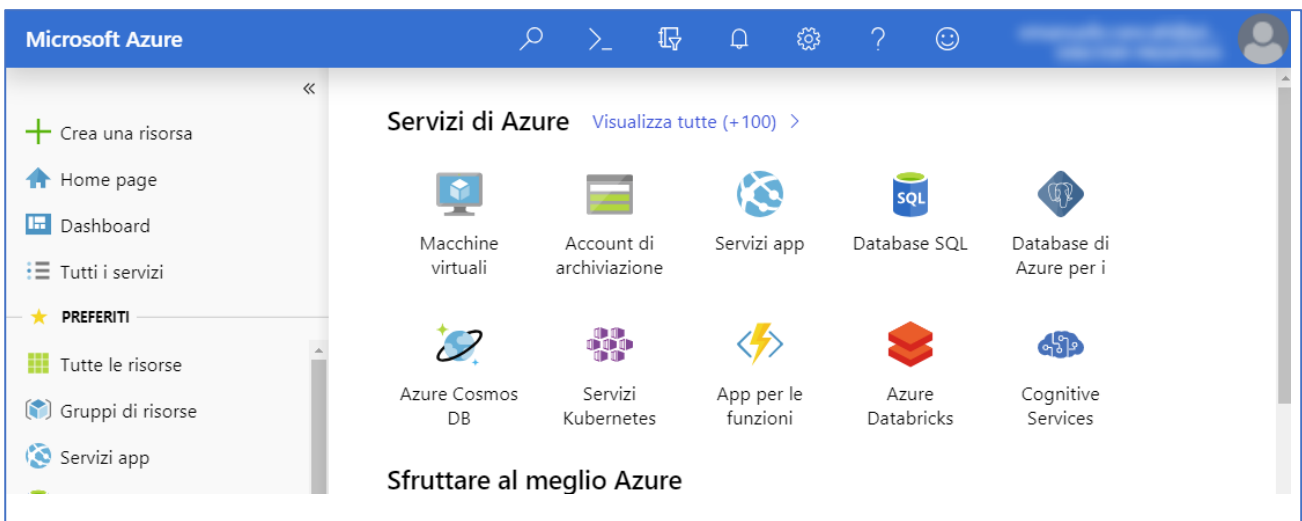 Microsoft Azure
Crea una risorsa
Home page
Dashboard
Tutti i servizi
PREFERITI
Tutte le risorse
Gruppi di risorse
Servizi app
Servizi di Azure Visualizza tutte (+100) >
Macchine
virtuali
Account di
archiviazione
Servizi app
Database SQL
SQL
Database di
Azure per i
Azure Cosmos
DB
Servizi
Kubernetes
App per le
funzioni
Azure
Databricks
Cognitive
Services
Sfruttare al meglio Azure